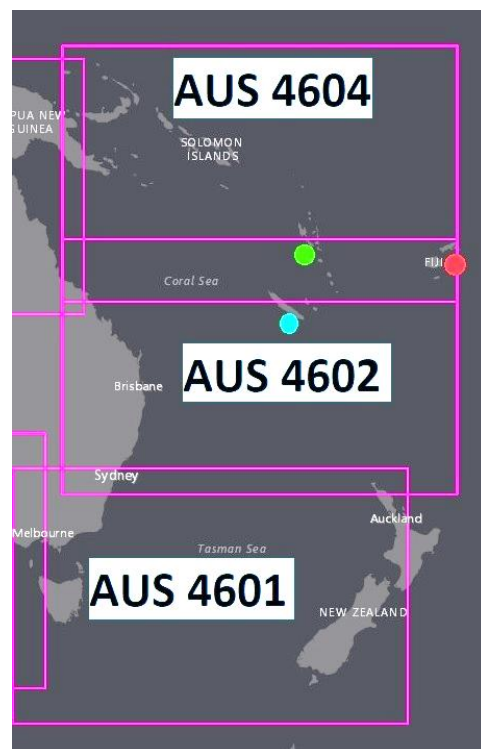 AUS 4604
PUA NEW
GUINEA
SOLOMON
ISLANDS
FIJI
Coral Sea
AUS 4602
Brisbane
Sydney
Auckland
Melbourne
Tasman Sea
AUS 4601
NEW ZEALAND